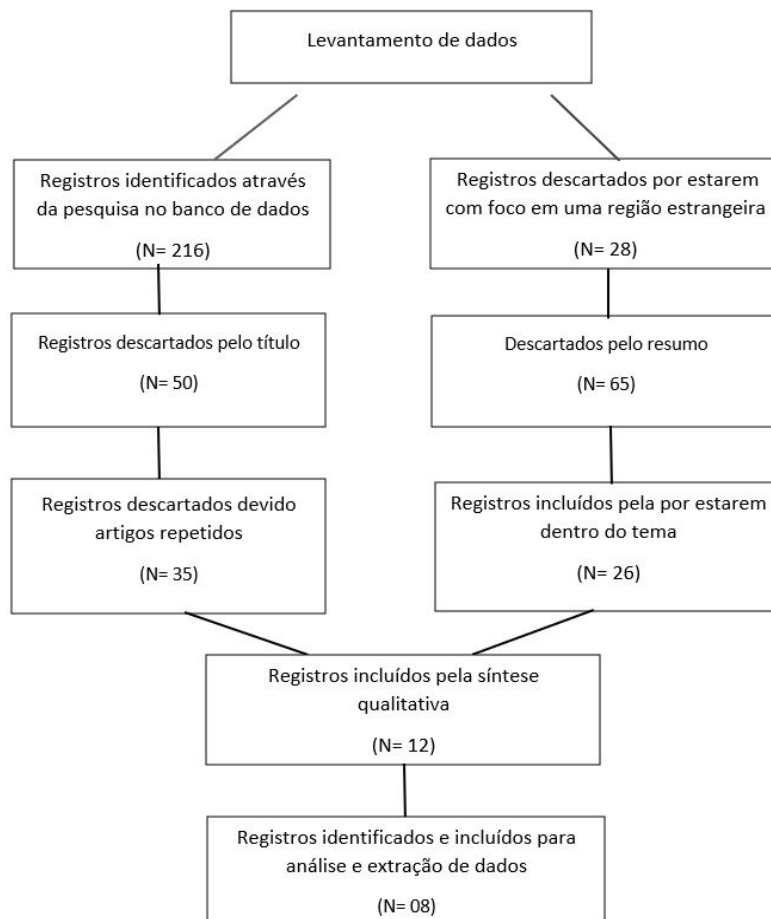 Levantamento de dados
Registros identificados através
da pesquisa no banco de dados
(N= 216)
Registros descartados pelo título
(N= 50)
Registros descartados devido
artigos repetidos
(N= 35)
Registros descartados por estarem
com foco em uma região estrangeira
(N= 28)
Descartados pelo resumo
(N= 65)
Registros incluídos pela por estarem
dentro do tema
(N= 26)
Registros incluídos pela síntese
qualitativa
(N= 12)
Registros identificados e incluídos para
análise e extração de dados
(N= 08)